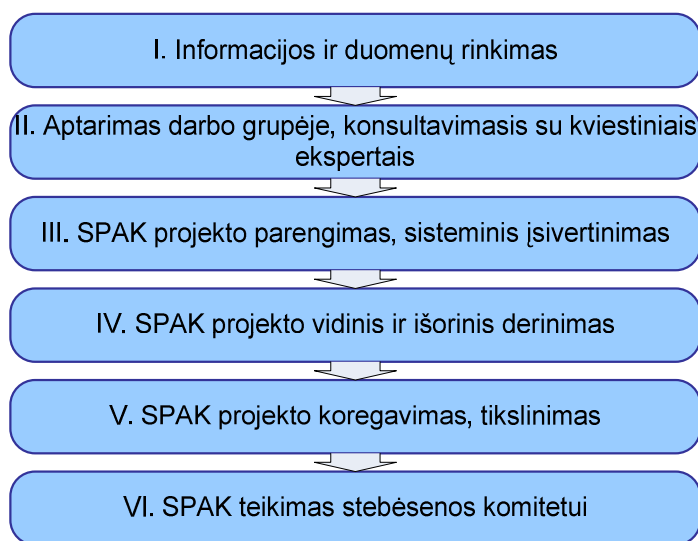 I. Informacijos ir duomenų rinkimas
II. Aptarimas darbo grupėje, konsultavimasis su kviestiniais
ekspertais
III. SPAK projekto parengimas, sisteminis įsivertinimas
IV. SPAK projekto vidinis ir išorinis derinimas
V. SPAK projekto koregavimas, tikslinimas
VI. SPAK teikimas stebėsenos komitetui